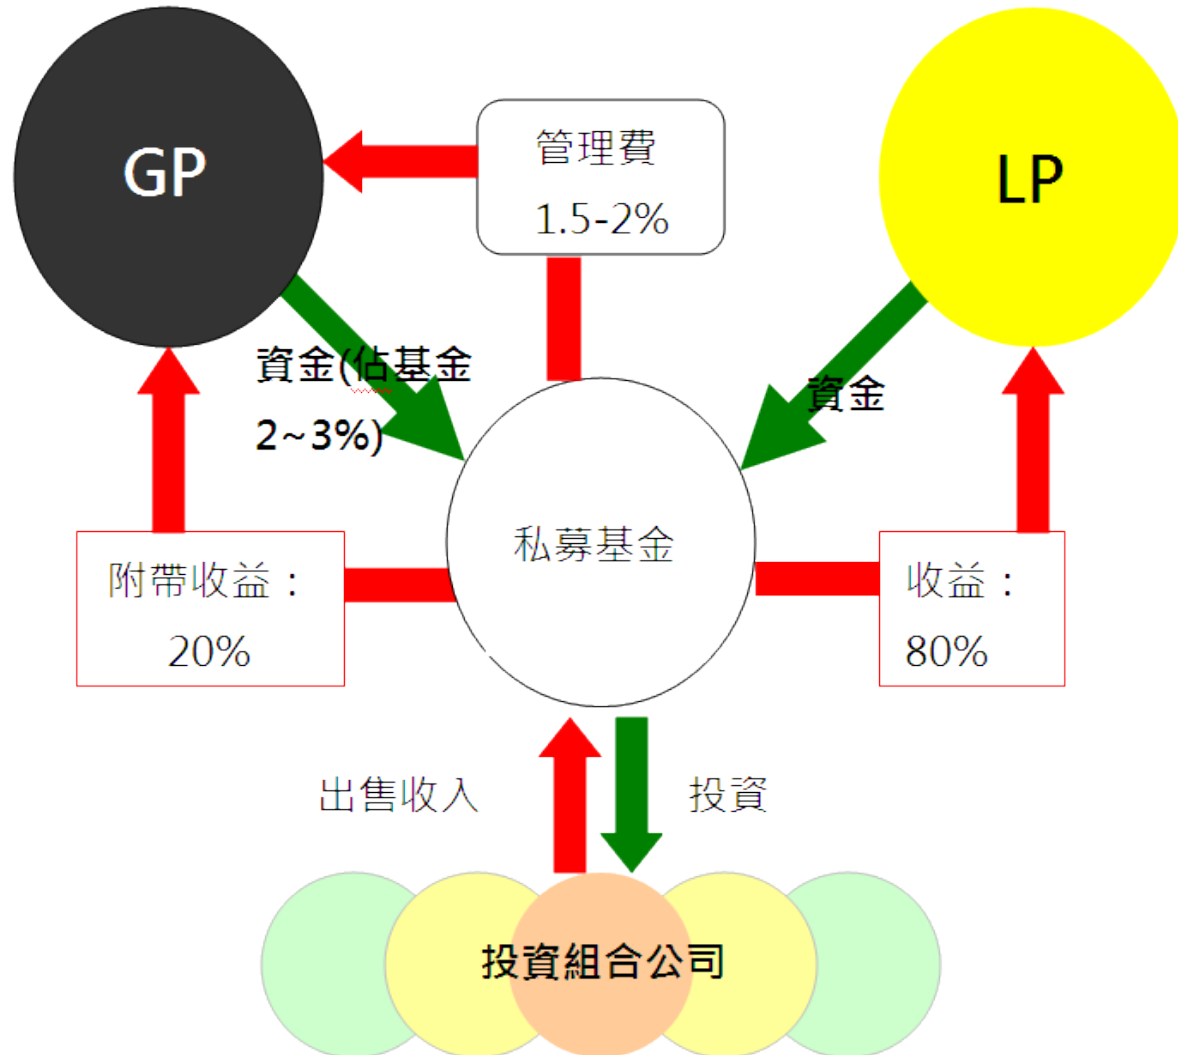 GP
管理費
1.5-2%
LP
資金(佔基金
2~3%)
資金
私募基金
附帶收益：
20%
收益：
80%
出售收入
投資
投資組合公司